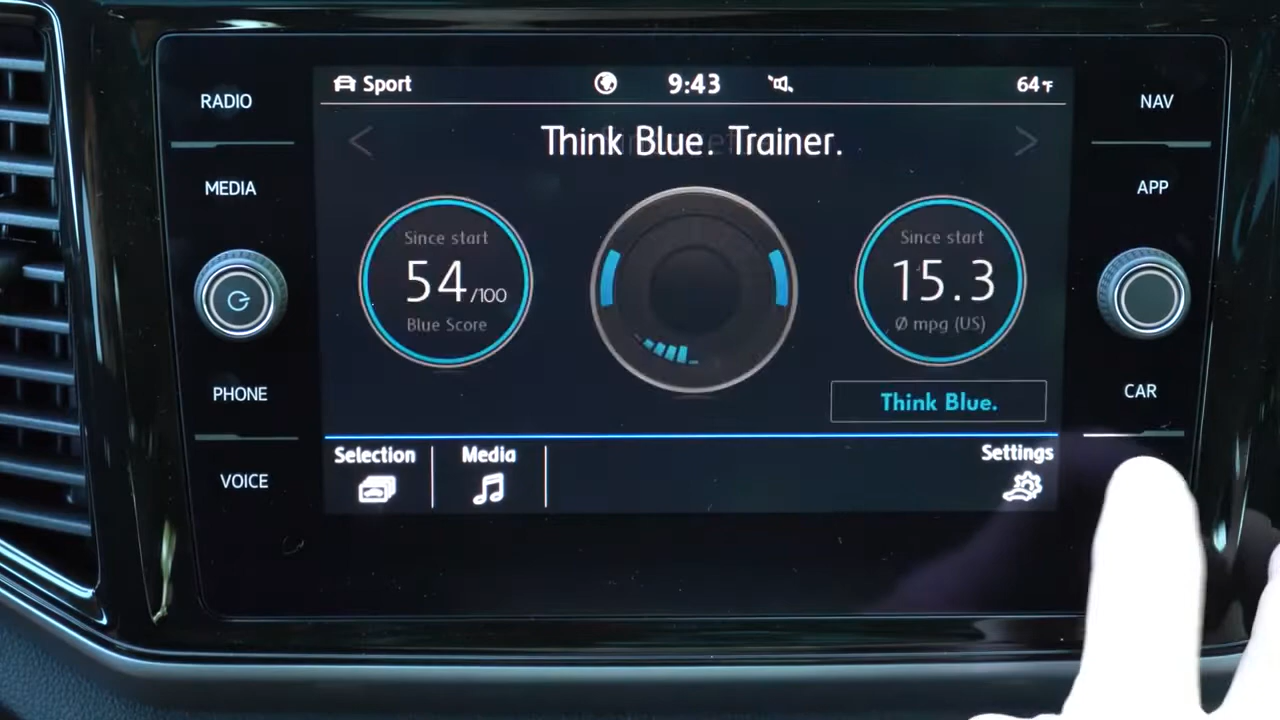 RADIO
MEDIA
PHONE
VOICE
Sport
9:43
64°F
Think Blue. Trainer.
Since start
54/100
Blue Score
Since start
15.3
Ø mpg (US)
Think Blue.
Selection
Media
Settings
NAV
APP
CAR